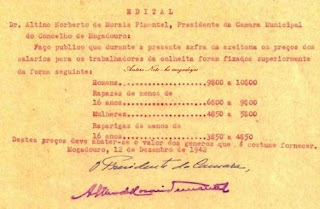 EDITAL
Dr. Altino Norberto de Morais Pimentel, Presidente da Camara Municipal
do Concelho de Mogadouro:
Faço publico que durante a presente safra da azeitona os preços dos
salarios para os trabalhadores da colheita foram fixados superiormente
da forma seguinte:
Homens 9$00 a 10$00
Rapazes de menos de
16 anos 6$00 a 9$00
Mulheres 4$50 a 5$00
Raparigas de menos de
16 anos 3$50 a 4$50
Destes preços deve abater-se o valor dos generos que é costume fornecer.
Mogadouro, 12 de Dezembro de 1942
O Presidente da Camara,